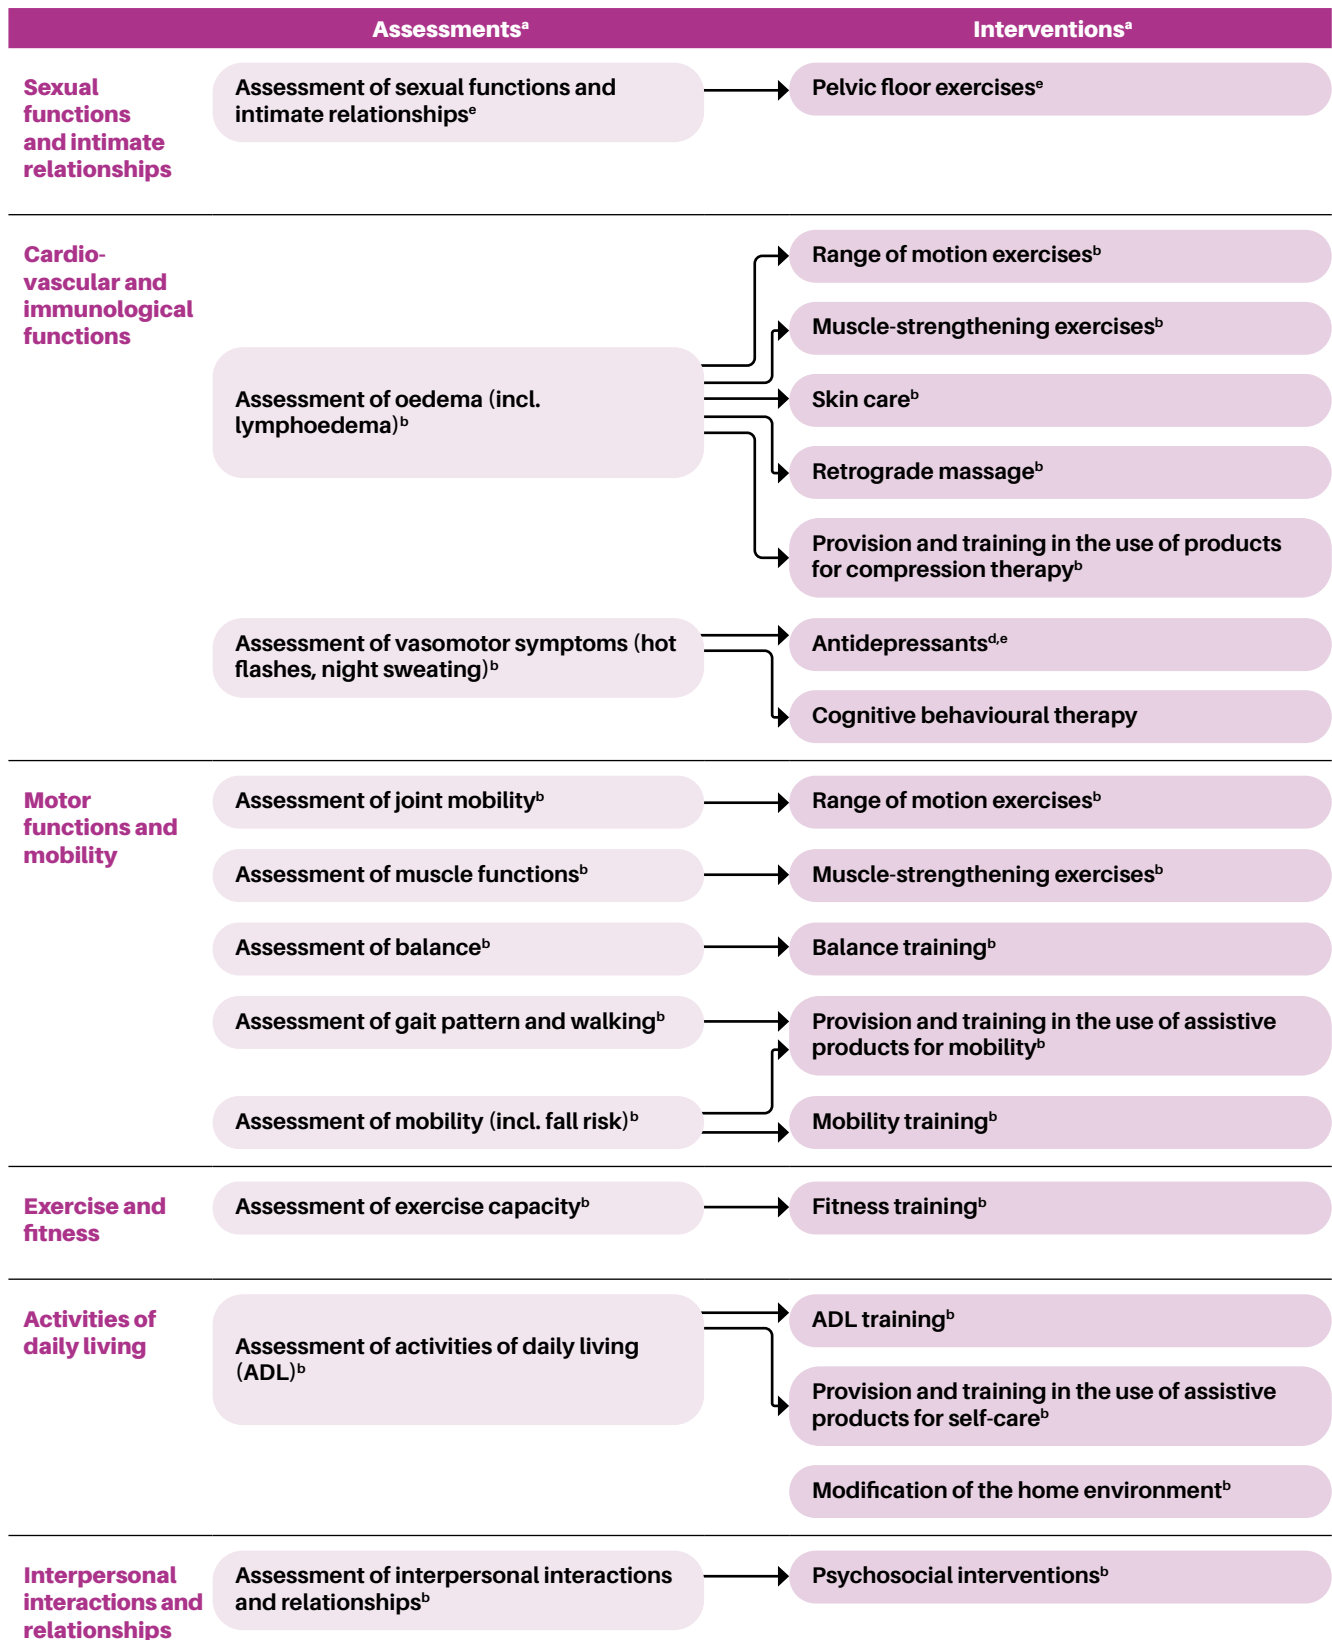 Assessmentsᵃ
Interventionsᵃ
Sexual
functions
and intimate
relationships
Assessment of sexual functions and
intimate relationshipsᵉ
Pelvic floor exercisesᵉ
Cardio-
vascular and
immunological
functions
Assessment of oedema (incl.
lymphoedema)ᵇ
Range of motion exercisesᵇ
Muscle-strengthening exercisesᵇ
Skin careᵇ
Retrograde massageᵇ
Provision and training in the use of products
for compression therapyᵇ
Assessment of vasomotor symptoms (hot
flashes, night sweating)ᵇ
Antidepressantsᵈ,ᵉ
Cognitive behavioural therapy
Motor
functions and
mobility
Assessment of joint mobilityᵇ
Range of motion exercisesᵇ
Assessment of muscle functionsᵇ
Muscle-strengthening exercisesᵇ
Assessment of balanceᵇ
Balance trainingᵇ
Assessment of gait pattern and walkingᵇ
Provision and training in the use of assistive
products for mobilityᵇ
Assessment of mobility (incl. fall risk)ᵇ
Mobility trainingᵇ
Exercise and
fitness
Assessment of exercise capacityᵇ
Fitness trainingᵇ
Activities of
daily living
Assessment of activities of daily living
(ADL)ᵇ
ADL trainingᵇ
Provision and training in the use of assistive
products for self-careᵇ
Modification of the home environmentᵇ
Interpersonal
interactions and
relationships
Assessment of interpersonal interactions
and relationshipsᵇ
Psychosocial interventionsᵇ